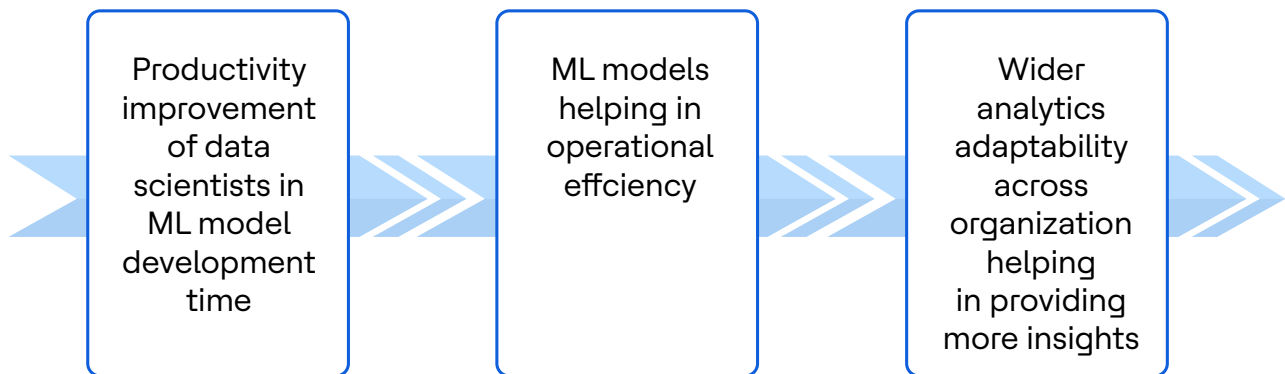 Productivity
improvement
of data
scientists in
ML model
development
time
ML models
helping in
operational
effciency
Wider
analytics
adaptability
across
organization
helping
in providing
more insights